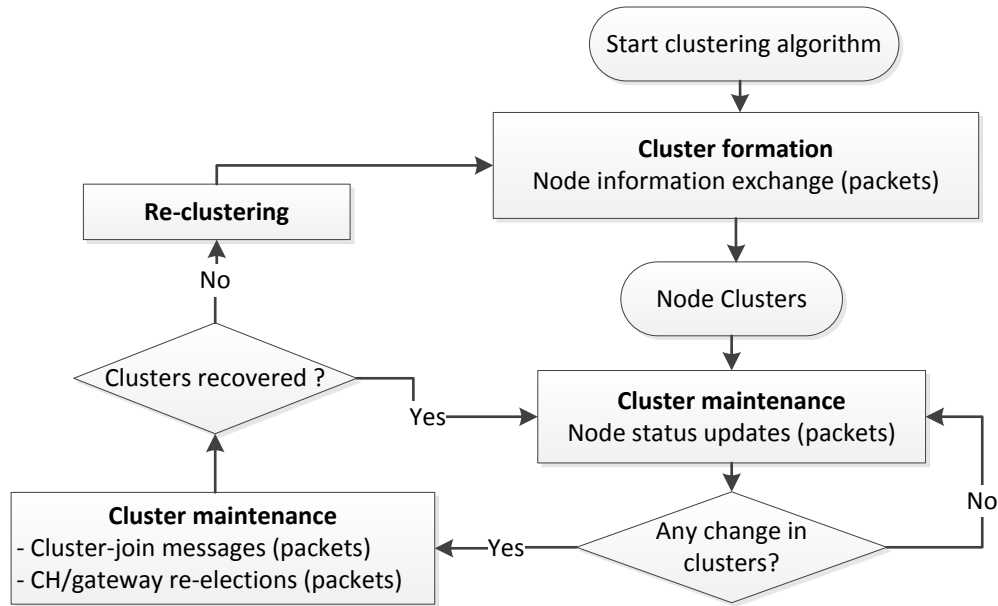 Start clustering algorithm
Cluster formation
Node information exchange (packets)
Re-clustering
No
Node Clusters
Clusters recovered ?
Yes
Cluster maintenance
Node status updates (packets)
No
Any change in
clusters?
Yes
Cluster maintenance
- Cluster-join messages (packets)
- CH/gateway re-elections (packets)